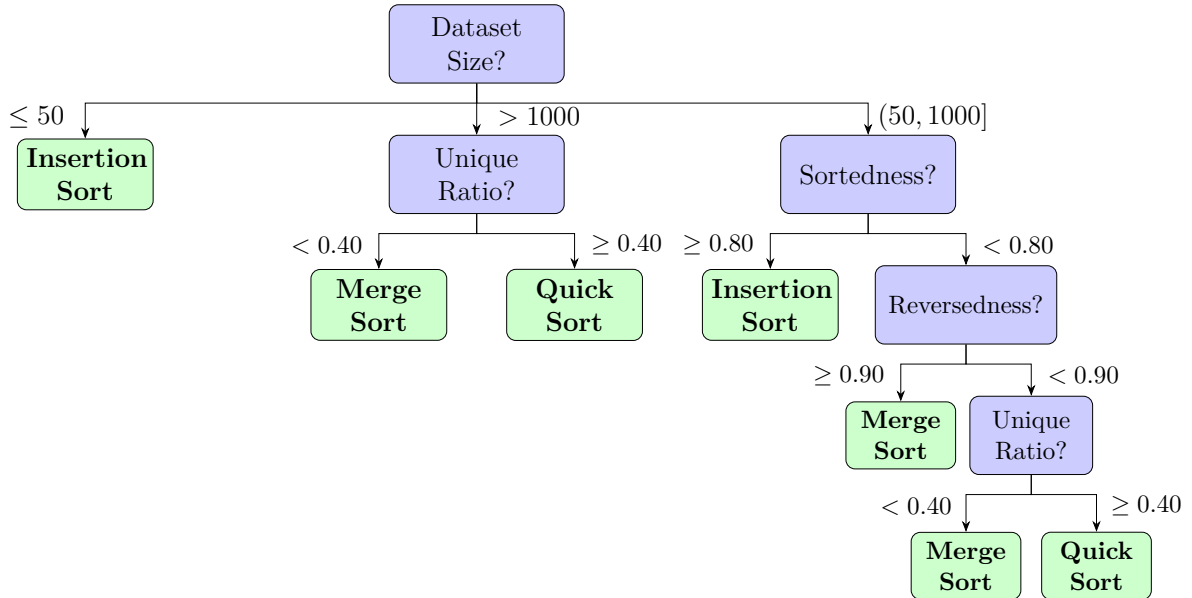 Dataset
Size?
≤ 50
> 1000
(50, 1000]
Insertion
Sort
Unique
Ratio?
Sortedness?
< 0.40
≥ 0.40
≥ 0.80
< 0.80
Merge
Sort
Quick
Sort
Insertion
Sort
Reversedness?
≥ 0.90
< 0.90
Merge
Sort
Unique
Ratio?
< 0.40
≥ 0.40
Merge
Sort
Quick
Sort